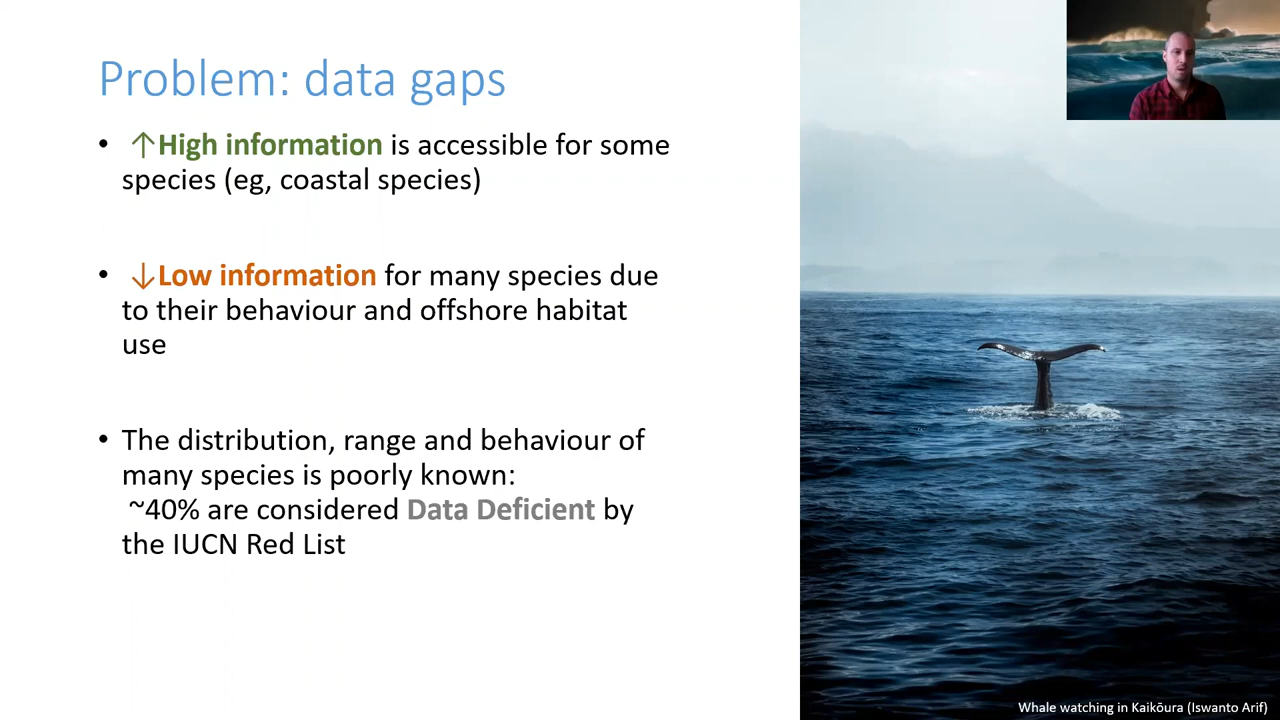 Problem: data gaps
• ↑High information is accessible for some
species (eg, coastal species)
• ↓Low information for many species due
to their behaviour and offshore habitat
use
• The distribution, range and behaviour of
many species is poorly known:
~40% are considered Data Deficient by
the IUCN Red List
Whale watching in Kaikōura (Iswanto Arif)